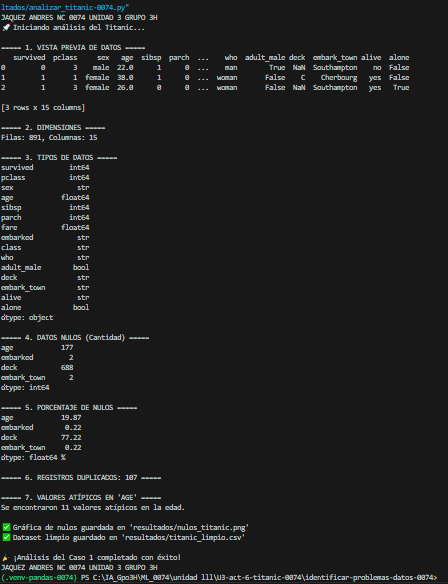 ltados/analizar_titanic-0074.py"
JAQUEZ ANDRES NC 0074 UNIDAD 3 GRUPO 3H
🚀 Iniciando análisis del Titanic...
===== 1. VISTA PREVIA DE DATOS =====
survived pclass sex age sibsp parch ... who adult_male deck embark_town alive alone
0 0 3 male 22.0 1 0 ... man True NaN Southampton no False
1 1 1 female 38.0 1 0 ... woman False C Cherbourg yes False
2 1 3 female 26.0 0 0 ... woman False NaN Southampton yes True
[3 rows x 15 columns]
===== 2. DIMENSIONES =====
Filas: 891, Columnas: 15
===== 3. TIPOS DE DATOS =====
survived int64
pclass int64
sex str
age float64
sibsp int64
parch int64
fare float64
embarked str
class str
who str
adult_male bool
deck str
embark_town str
alive str
alone bool
dtype: object
===== 4. DATOS NULOS (Cantidad) =====
age 177
embarked 2
deck 688
embark_town 2
dtype: int64
===== 5. PORCENTAJE DE NULOS =====
age 19.87
embarked 0.22
deck 77.22
embark_town 0.22
dtype: float64 %
===== 6. REGISTROS DUPLICADOS: 107 =====
===== 7. VALORES ATÍPICOS EN 'AGE' =====
Se encontraron 11 valores atípicos en la edad.
✅ Gráfica de nulos guardada en 'resultados/nulos_titanic.png'
✅ Dataset limpio guardado en 'resultados/titanic_limpio.csv'
🎉 ¡Análisis del Caso 1 completado con éxito!
JAQUEZ ANDRES NC 0074 UNIDAD 3 GRUPO 3H
(.venv-pandas-0074) PS C:\IA_Gpo3H\ML_0074\unidad lll\U3-act-6-titanic-0074\identificar-problemas-datos-0074>